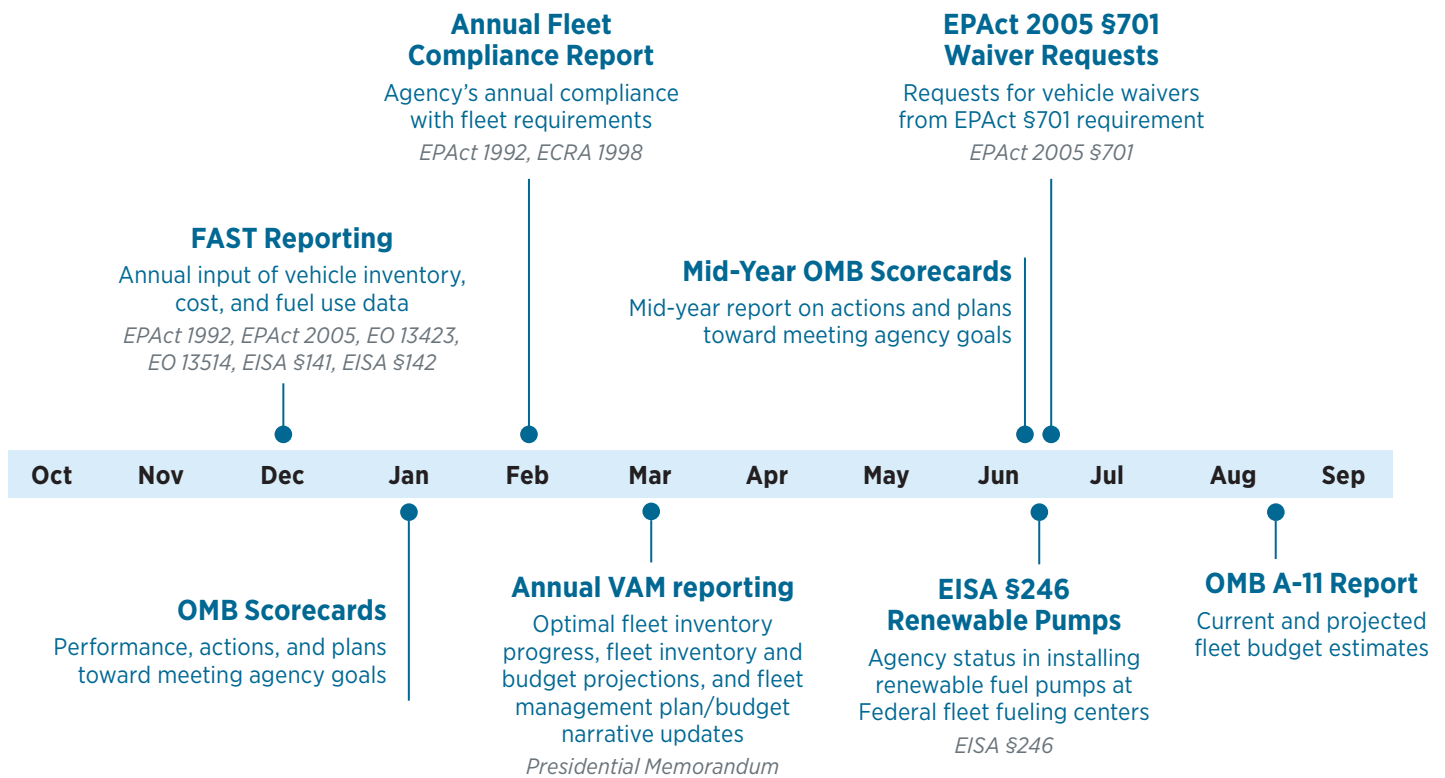 Annual Fleet
Compliance Report
Agency's annual compliance
with fleet requirements
EPAct 1992, ECRA 1998
EPAct 2005 §701
Waiver Requests
Requests for vehicle waivers
from EPAct §701 requirement
EPAct 2005 §701
FAST Reporting
Annual input of vehicle inventory,
cost, and fuel use data
EPAct 1992, EPAct 2005, EO 13423,
EO 13514, EISA §141, EISA §142
Mid-Year OMB Scorecards
Mid-year report on actions and plans
toward meeting agency goals
Oct Nov Dec Jan Feb Mar Apr May Jun Jul Aug Sep
OMB Scorecards
Performance, actions, and plans
toward meeting agency goals
Annual VAM reporting
Optimal fleet inventory
progress, fleet inventory and
budget projections, and fleet
management plan/budget
narrative updates
Presidential Memorandum
EISA §246
Renewable Pumps
Agency status in installing
renewable fuel pumps at
Federal fleet fueling centers
EISA §246
OMB A-11 Report
Current and projected
fleet budget estimates